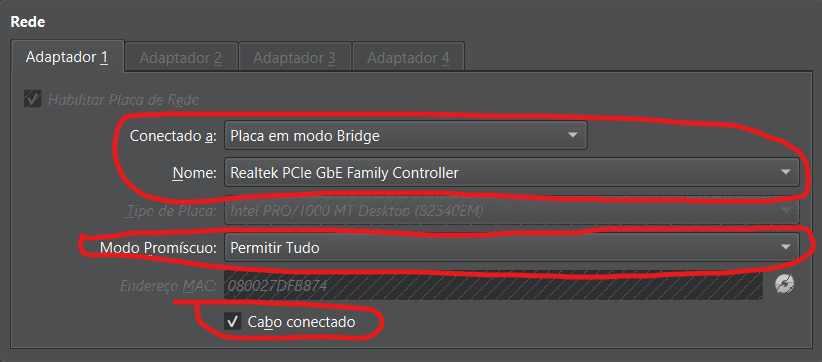 Rede
Adaptador 1 Adaptador 2 Adaptador 3 Adaptador 4
Habilitar Placa de Rede
Conectado a: Placa em modo Bridge
Nome: Realtek PCIe GbE Family Controller
Tipo de Placa: Intel PRO/1000 MT Desktop (82540EM)
Modo Promíscuo: Permitir Tudo
Endereço MAC: 080027DFB874
Cabo conectado